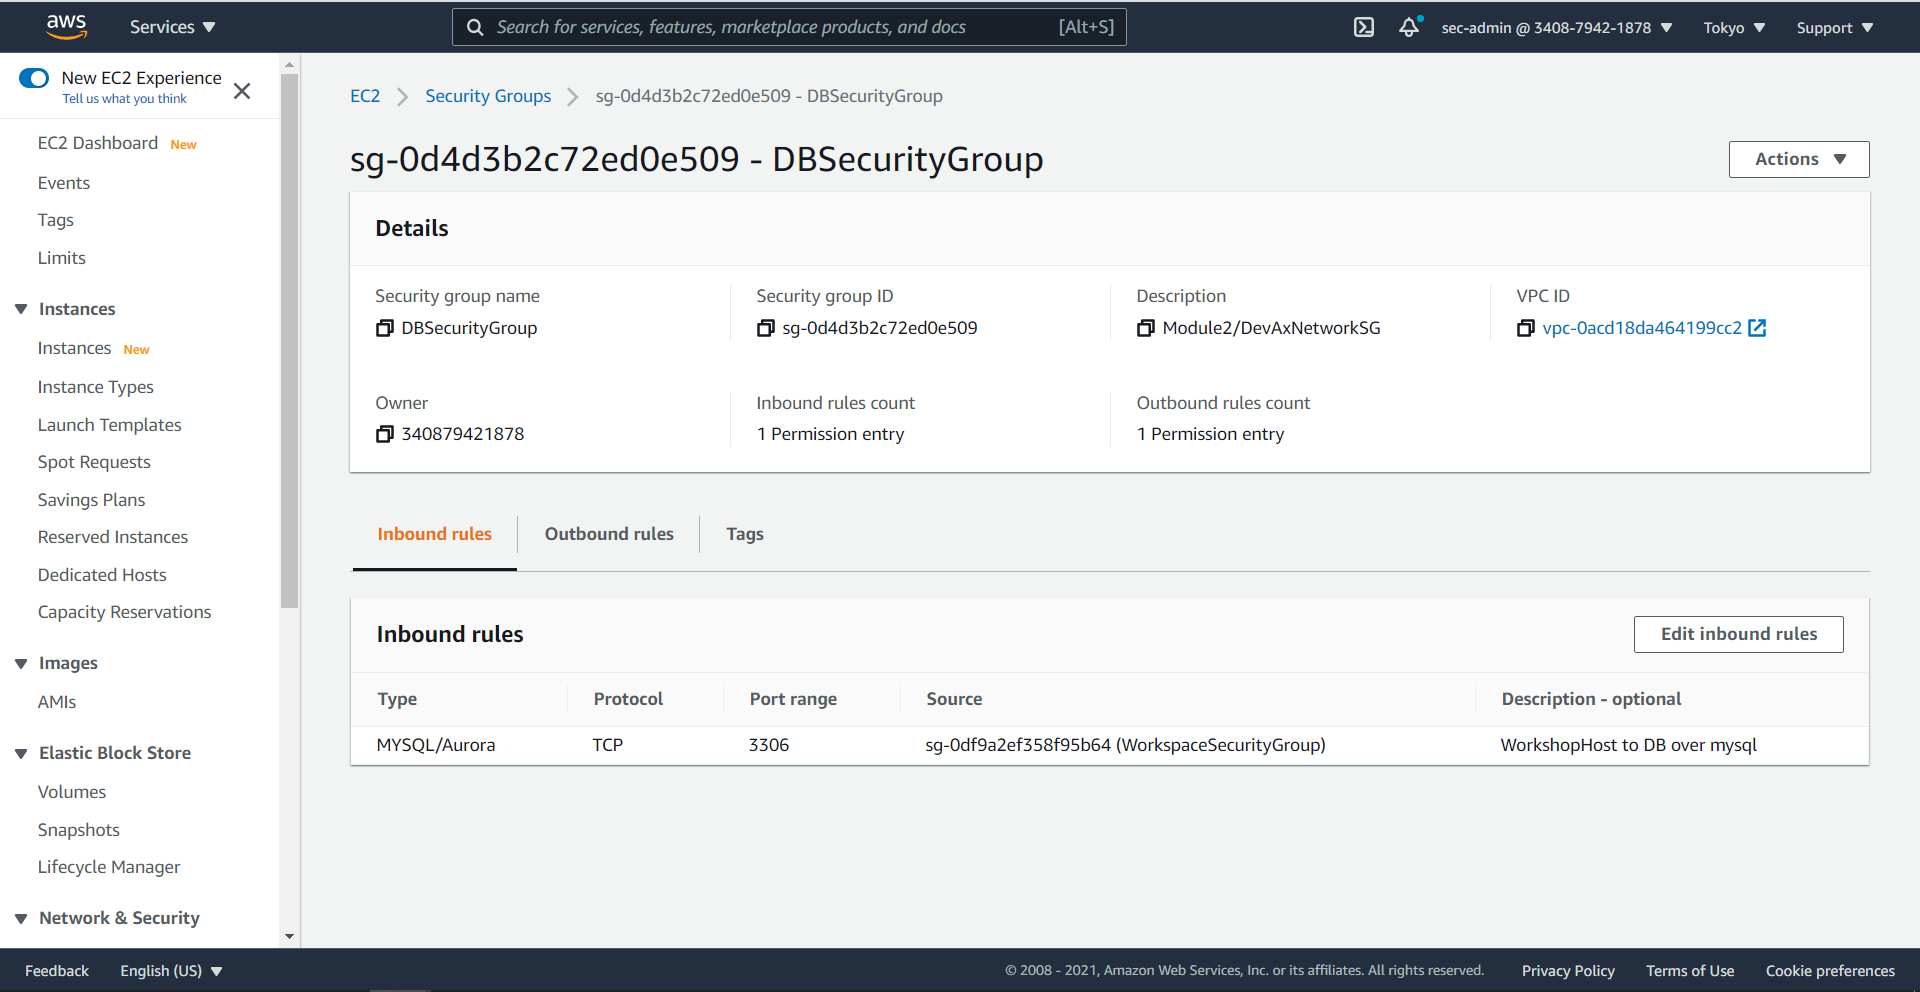 aws Services Search for services, features, marketplace products, and docs [Alt+S] sec-admin @ 3408-7942-1878 Tokyo Support
New EC2 Experience
Tell us what you think
EC2 Dashboard New
Events
Tags
Limits
Instances
Instances New
Instance Types
Launch Templates
Spot Requests
Savings Plans
Reserved Instances
Dedicated Hosts
Capacity Reservations
Images
AMIs
Elastic Block Store
Volumes
Snapshots
Lifecycle Manager
Network & Security
EC2 Security Groups sg-0d4d3b2c72ed0e509 - DBSecurityGroup
sg-0d4d3b2c72ed0e509 - DBSecurityGroup
Actions
Details
Security group name
DBSecurityGroup
Security group ID
sg-0d4d3b2c72ed0e509
Description
Module2/DevAxNetworkSG
VPC ID
vpc-0acd18da464199cc2
Owner
340879421878
Inbound rules count
1 Permission entry
Outbound rules count
1 Permission entry
Inbound rules Outbound rules Tags
Inbound rules
Edit inbound rules
Type Protocol Port range Source Description - optional
MYSQL/Aurora TCP 3306 sg-0df9a2ef358f95b64 (WorkspaceSecurityGroup) WorkshopHost to DB over mysql
Feedback English (US) © 2008 - 2021, Amazon Web Services, Inc. or its affiliates. All rights reserved. Privacy Policy Terms of Use Cookie preferences